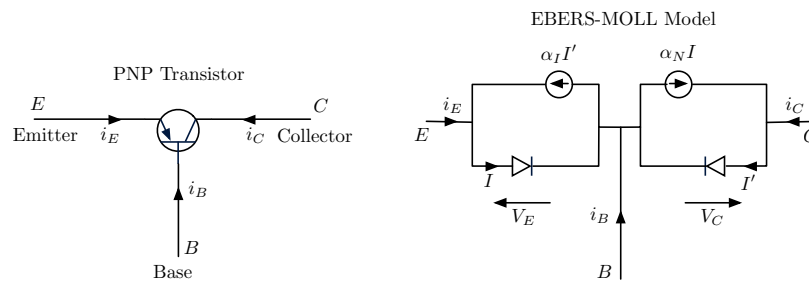 EBERS-MOLL Model
PNP Transistor
α_I I′
α_N I
E
C
i_E
i_C
Emitter
i_E
i_C
Collector
E
C
I
I′
i_B
V_E
i_B
V_C
B
B
Base